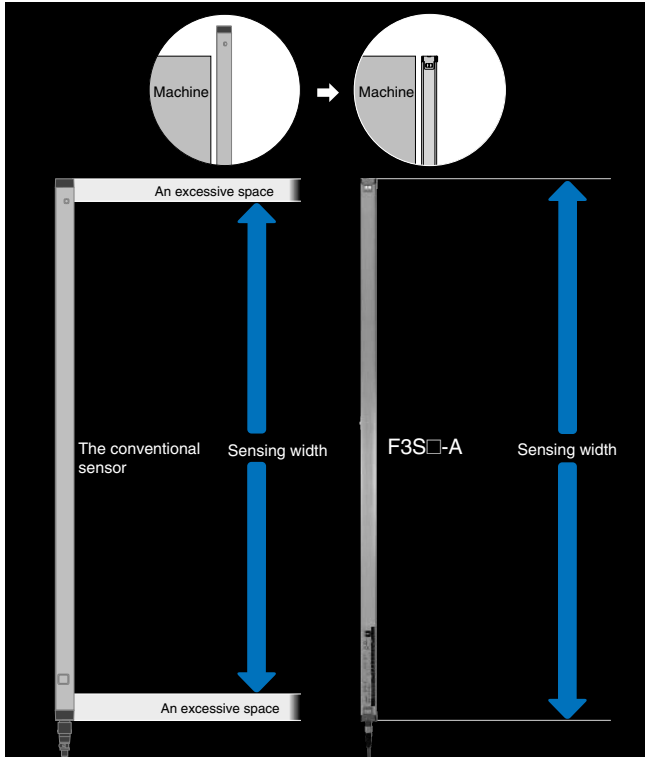 Machine
Machine
An excessive space
The conventional
sensor
Sensing width
F3S□-A
Sensing width
An excessive space